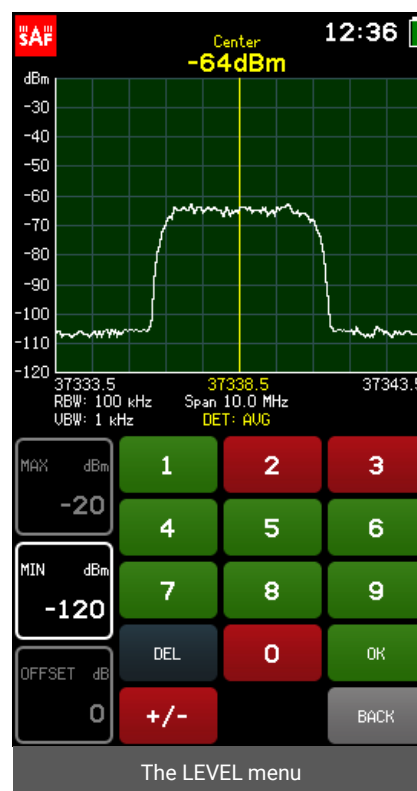 SAF
12:36
Center
-64dBm
dBm
-30
-40
-50
-60
-70
-80
-90
-100
-110
-120
37333.5 37338.5 37343.5
RBW: 100 kHz Span 10.0 MHz
VBW: 1 kHz DET: AVG
MAX dBm
-20
1 2 3
4 5 6
MIN dBm
-120
7 8 9
DEL 0 OK
OFFSET dB
0
+/- BACK
The LEVEL menu